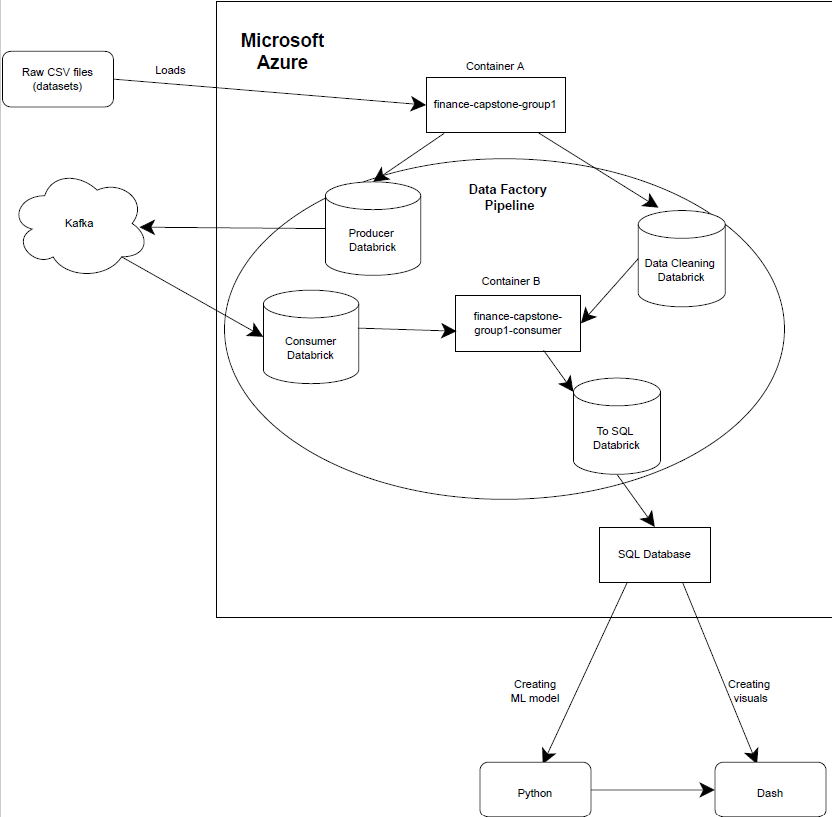 Microsoft
Azure
Raw CSV files
(datasets)
Loads
Container A
finance-capstone-group1
Data Factory
Pipeline
Kafka
Producer
Databrick
Data Cleaning
Databrick
Container B
finance-capstone-
group1-consumer
Consumer
Databrick
To SQL
Databrick
SQL Database
Creating
ML model
Creating
visuals
Python
Dash